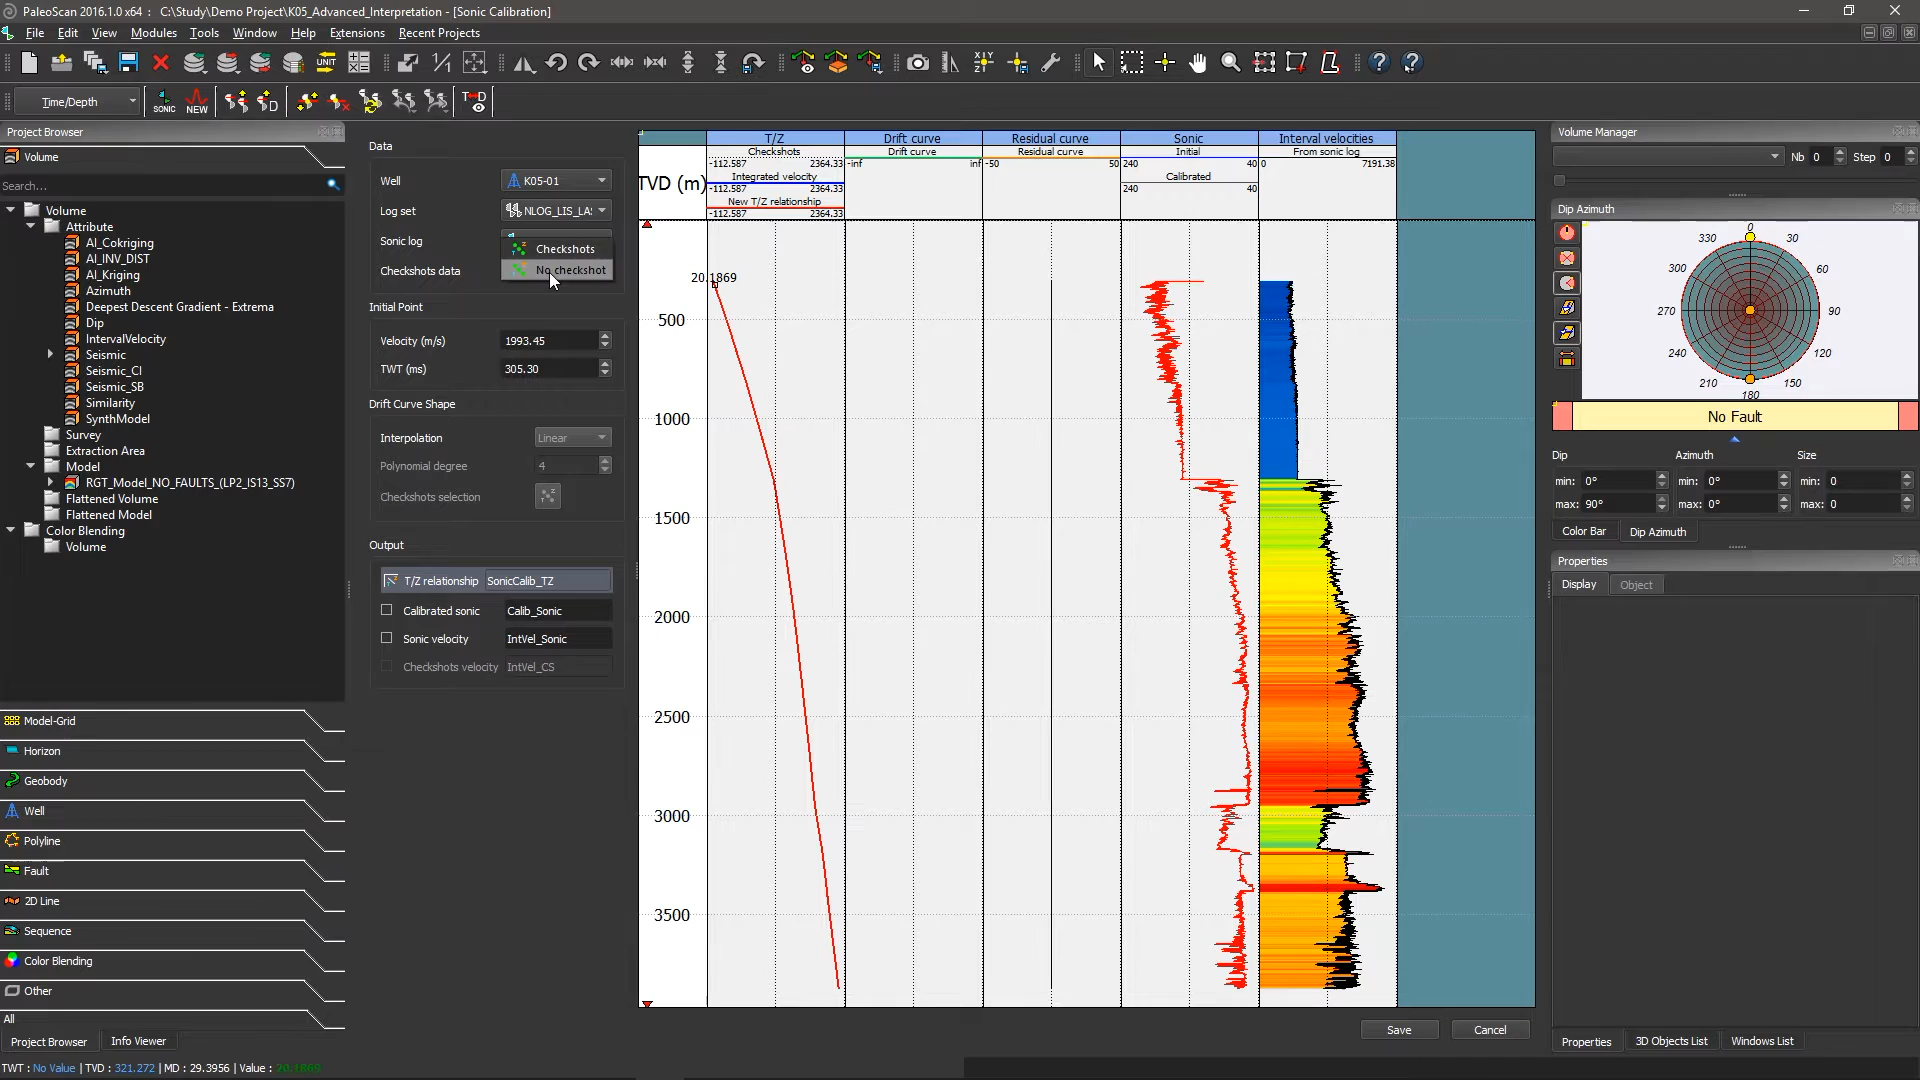 PaleoScan 2016.1.0 x64 : C:\Study\Demo Project\K05_Advanced_Interpretation - [Sonic Calibration]
File Edit View Modules Tools Window Help Extensions Recent Projects
UNIT
Time/Depth
SONIC
NEW
Project Browser
Volume
Search...
Volume
Attribute
AI_Cokriging
AI_INV_DIST
AI_Kriging
Azimuth
Deepest Descent Gradient - Extrema
Dip
IntervalVelocity
Seismic
Seismic_CI
Seismic_SB
Similarity
SynthModel
Survey
Extraction Area
Model
RGT_Model_NO_FAULTS_(LP2_IS13_SS7)
Flattened Volume
Flattened Model
Color Blending
Volume
Model-Grid
Horizon
Geobody
Well
Polyline
Fault
2D Line
Sequence
Color Blending
Other
All
Project Browser Info Viewer
TWT : No Value | TVD : 321.272 | MD : 29.3956 | Value : 20.1869
Data
Well K05-01
Log set NLOG_LIS_LA
Sonic log
Checkshots
Checkshots data No checkshot
Initial Point
Velocity (m/s) 1993.45
TWT (ms) 305.30
Drift Curve Shape
Interpolation Linear
Polynomial degree 4
Checkshots selection
Output
T/Z relationship SonicCalib_TZ
Calibrated sonic Calib_Sonic
Sonic velocity IntVel_Sonic
Checkshots velocity IntVel_CS
T/Z Drift curve Residual curve Sonic Interval velocities
Checkshots Drift curve Residual curve Initial From sonic log
-112.587 2364.33 -inf inf -50 50 240 40 0 7191.38
TVD (m)
Integrated velocity Calibrated
-112.587 2364.33 240 40
New T/Z relationship
-112.587 2364.33
20.1869
500
1000
1500
2000
2500
3000
3500
Save Cancel
Volume Manager
Nb 0 Step 0
Dip Azimuth
0
330 30
300 60
270 90
240 120
210 150
180
No Fault
Dip Azimuth Size
min: 0° min: 0° min: 0
max: 90° max: 0° max: 0
Color Bar Dip Azimuth
Properties
Display Object
Properties 3D Objects List Windows List